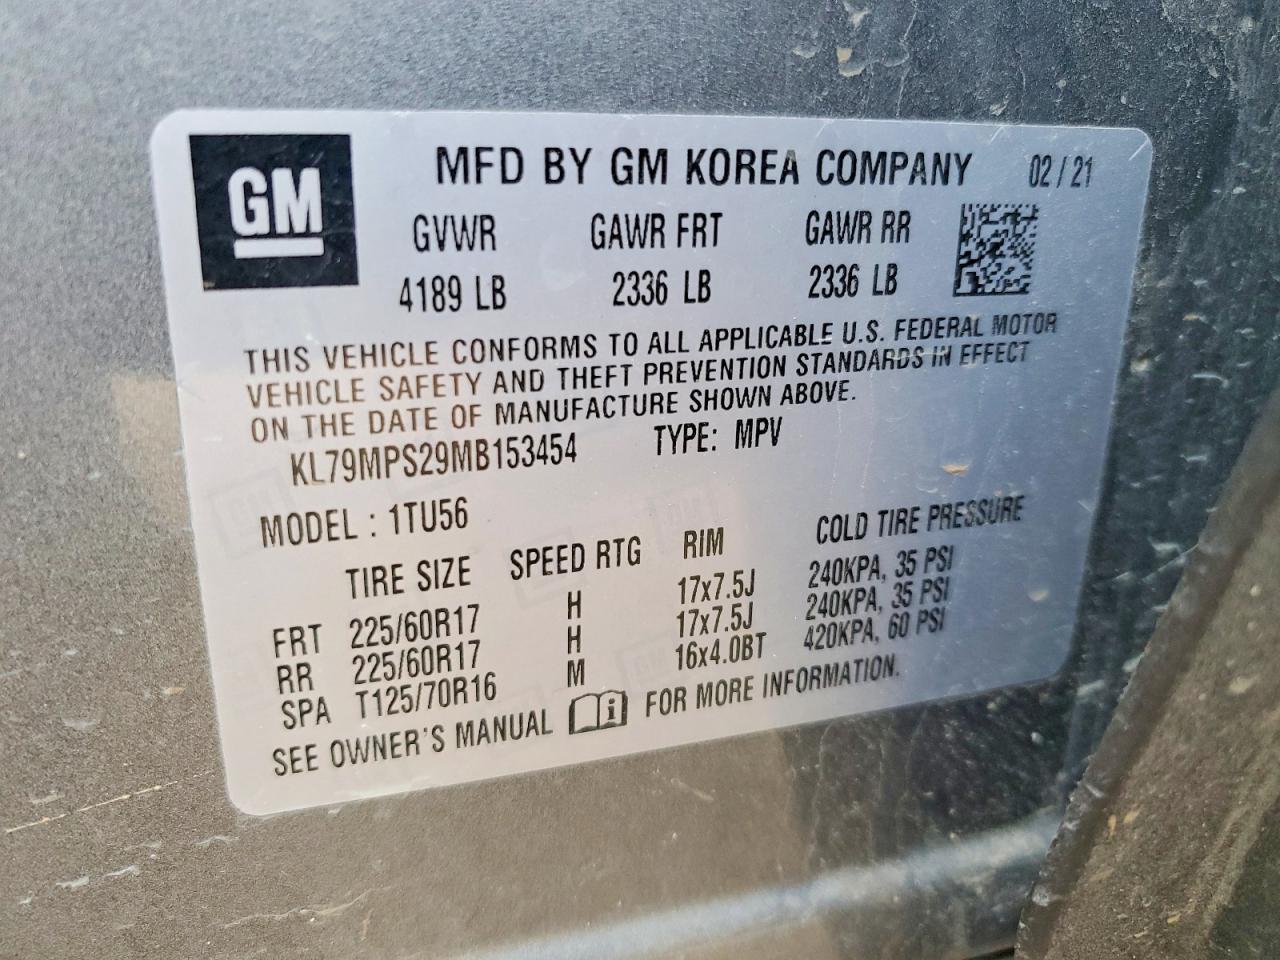 GM
MFD BY GM KOREA COMPANY 02/21
GVWR GAWR FRT GAWR RR
4189 LB 2336 LB 2336 LB
THIS VEHICLE CONFORMS TO ALL APPLICABLE U.S. FEDERAL MOTOR
VEHICLE SAFETY AND THEFT PREVENTION STANDARDS IN EFFECT
ON THE DATE OF MANUFACTURE SHOWN ABOVE.
KL79MPS29MB153454 TYPE: MPV
MODEL : 1TU56
TIRE SIZE SPEED RTG RIM COLD TIRE PRESSURE
FRT 225/60R17 H 17x7.5J 240KPA, 35 PSI
RR 225/60R17 H 17x7.5J 240KPA, 35 PSI
SPA T125/70R16 M 16x4.0BT 420KPA, 60 PSI
SEE OWNER'S MANUAL i FOR MORE INFORMATION.